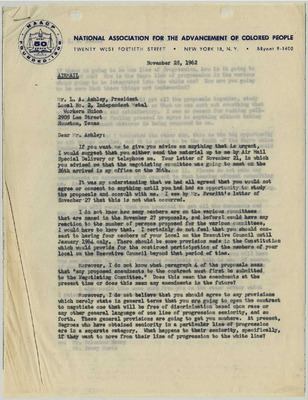 NAACP
50
NATIONAL ASSOCIATION FOR THE ADVANCEMENT OF COLORED PEOPLE
TWENTY WEST FORTIETH STREET • NEW YORK 18, N. Y. • BRyant 9-1400
November 28, 1962
AIRMAIL
Mr. L. A. Ashley, President
Local No. 2, Independent Metal
Workers Union
2908 Lee Street
Houston, Texas
Dear Mr. Ashley:
If you want me to give you advice on anything that is urgent,
I would suggest that you either send the material up to me by Air Mail
Special Delivery or telephone me. Your letter of November 21, in which
you advised me that the negotiating committee was going to meet on the
26th arrived in my office on the 26th.
It was my understanding that we had all agreed that you would not
agree or consent to anything until you had had an opportunity to study
the proposals and accord with me. I see by Mr. Prewitt's letter of
November 27 that this is not what occurred.
I do not know how many members are on the various committees
that are named in the November 27 proposals, and before I could have any
reaction to the number of persons provided for the various committees
I would have to know that. I certainly do not feel that you should con-
sent to having four members of your local on the Executive Council until
January 1964 only. There should be some provision made in the Constitution
which would provide for the continued participation of the members of your
local on the Executive Council beyond that period of time.
Moreover, I do not know what paragraph 4 of the proposals means
that "any proposed amendments to the contract must first be submitted
to the Negotiating Committee." Does this mean the amendments at the
present time or does this mean any amendments in the future?
Moreover, I do not believe that you should agree to any provisions
which merely state in general terms that you are going to open the contract
to negotiate one that will be free of discrimination based upon race or
any other general language of one line of progression seniority, and so
forth. These general provisions are going to get you nowhere. At present,
Negroes who have obtained seniority in a particular line of progression
are in a separate category. What happens to their seniority, specifically,
if they want to move from their line of progression to the white line?